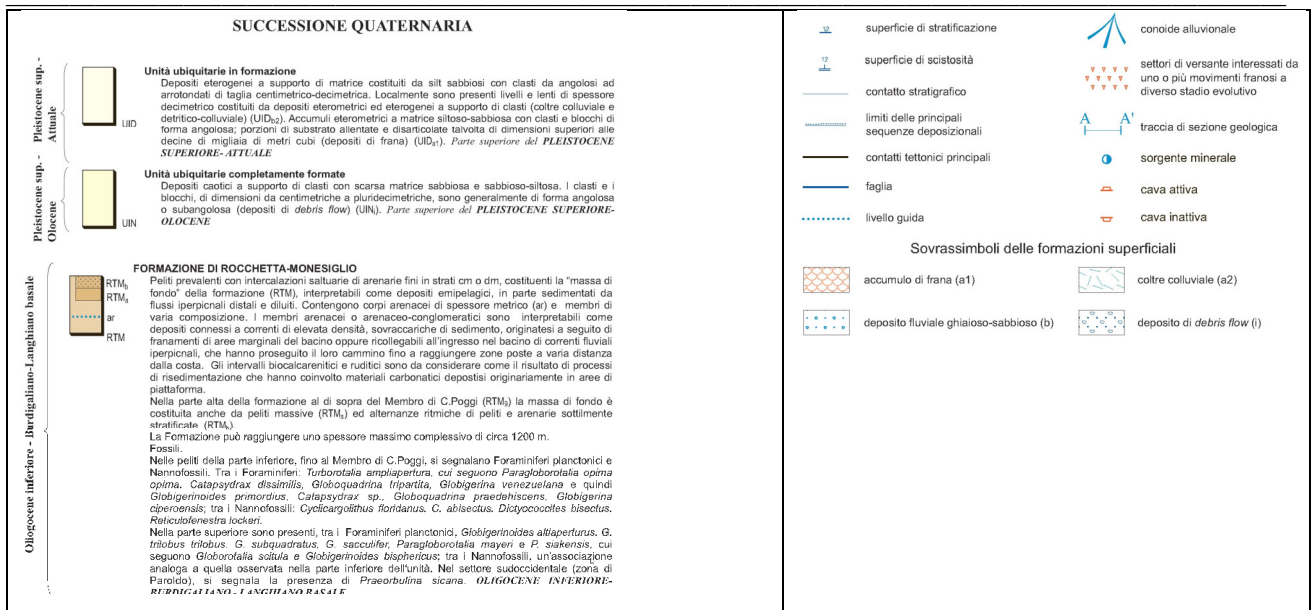 SUCCESSIONE QUATERNARIA
Pleistocene sup. -
Attuale
UID
Unità ubiquitarie in formazione
Depositi eterogenei a supporto di matrice costituiti da silt sabbiosi con clasti da angolosi ad
arrotondati di taglia centimetrico-decimetrica. Localmente sono presenti livelli e lenti di spessore
decimetrico costituiti da depositi eterometrici ed eterogenei a supporto di clasti (coltre colluviale e
detritico-colluviale) (UIDb2). Accumuli eterometrici a matrice siltoso-sabbiosa con clasti e blocchi di
forma angolosa; porzioni di substrato allentate e disarticolate talvolta di dimensioni superiori alle
decine di migliaia di metri cubi (depositi di frana) (UIDa1). Parte superiore del PLEISTOCENE
SUPERIORE- ATTUALE
Pleistocene sup. -
Olocene
UIN
Unità ubiquitarie completamente formate
Depositi caotici a supporto di clasti con scarsa matrice sabbiosa e sabbioso-siltosa. I clasti e i
blocchi, di dimensioni da centimetriche a pluridecimetriche, sono generalmente di forma angolosa
o subangolosa (depositi di debris flow) (UINi). Parte superiore del PLEISTOCENE SUPERIORE-
OLOCENE
Oliogocene inferiore - Burdigaliano-Langhiano basale
RTMb
RTMa
ar
RTM
FORMAZIONE DI ROCCHETTA-MONESIGLIO
Peliti prevalenti con intercalazioni saltuarie di arenarie fini in strati cm o dm, costituenti la "massa di
fondo" della formazione (RTM), interpretabili come depositi emipelagici, in parte sedimentati da
flussi iperpicnali distali e diluiti. Contengono corpi arenacei di spessore metrico (ar) e membri di
varia composizione. I membri arenacei o arenaceo-conglomeratici sono interpretabili come
depositi connessi a correnti di elevata densità, sovraccariche di sedimento, originatesi a seguito di
franamenti di aree marginali del bacino oppure ricollegabili all'ingresso nel bacino di correnti fluviali
iperpicnali, che hanno proseguito il loro cammino fino a raggiungere zone poste a varia distanza
dalla costa. Gli intervalli biocalcarenitici e ruditici sono da considerare come il risultato di processi
di risedimentazione che hanno coinvolto materiali carbonatici depostisi originariamente in aree di
piattaforma.
Nella parte alta della formazione al di sopra del Membro di C.Poggi (RTM9) la massa di fondo è
costituita anche da peliti massive (RTMa) ed alternanze ritmiche di peliti e arenarie sottilmente
stratificate (RTMb).
La Formazione può raggiungere uno spessore massimo complessivo di circa 1200 m.
Fossili.
Nelle peliti della parte inferiore, fino al Membro di C.Poggi, si segnalano Foraminiferi planctonici e
Nannofossili. Tra i Foraminiferi: Turborotalia ampliapertura, cui seguono Paragloborotalia opima
opima. Catapsydrax dissimilis, Globoquadrina tripartita, Globigerina venezuelana e quindi
Globigerinoides primordius, Catapsydrax sp., Globoquadrina praedehiscens, Globigerina
ciperoensis; tra i Nannofossili: Cyclicargolithus floridanus. C. abisectus. Dictyococcites bisectus.
Reticulofenestra lockeri.
Nella parte superiore sono presenti, tra i Foraminiferi planctonici, Globigerinoides altiaperturus. G.
trilobus trilobus. G. subquadratus, G. sacculifer, Paragloborotalia mayeri e P. siakensis, cui
seguono Globorotalia scitula e Globigerinoides bisphericus; tra i Nannofossili, un'associazione
analoga a quella osservata nella parte inferiore dell'unità. Nel settore sudoccidentale (zona di
Paroldo), si segnala la presenza di Praeorbulina sicana. OLIGOCENE INFERIORE-
BURDIGALIANO - LANGHIANO BASALE
12
superficie di stratificazione
12
superficie di scistosità
contatto stratigrafico
limiti delle principali
sequenze deposizionali
contatti tettonici principali
faglia
livello guida
conoide alluvionale
settori di versante interessati da
uno o più movimenti franosi a
diverso stadio evolutivo
A A'
traccia di sezione geologica
sorgente minerale
cava attiva
cava inattiva
Sovrassimboli delle formazioni superficiali
accumulo di frana (a1)
coltre colluviale (a2)
deposito fluviale ghiaioso-sabbioso (b)
deposito di debris flow (i)